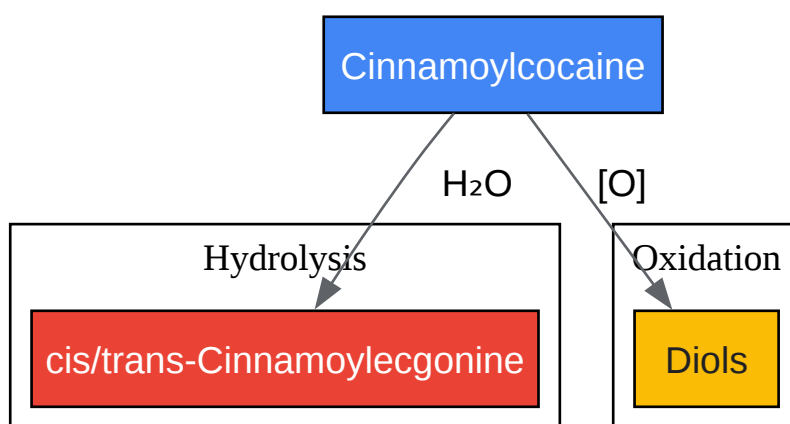 Cinnamoylcocaine
H₂O
[O]
Hydrolysis
Oxidation
cis/trans-Cinnamoylecgonine
Diols